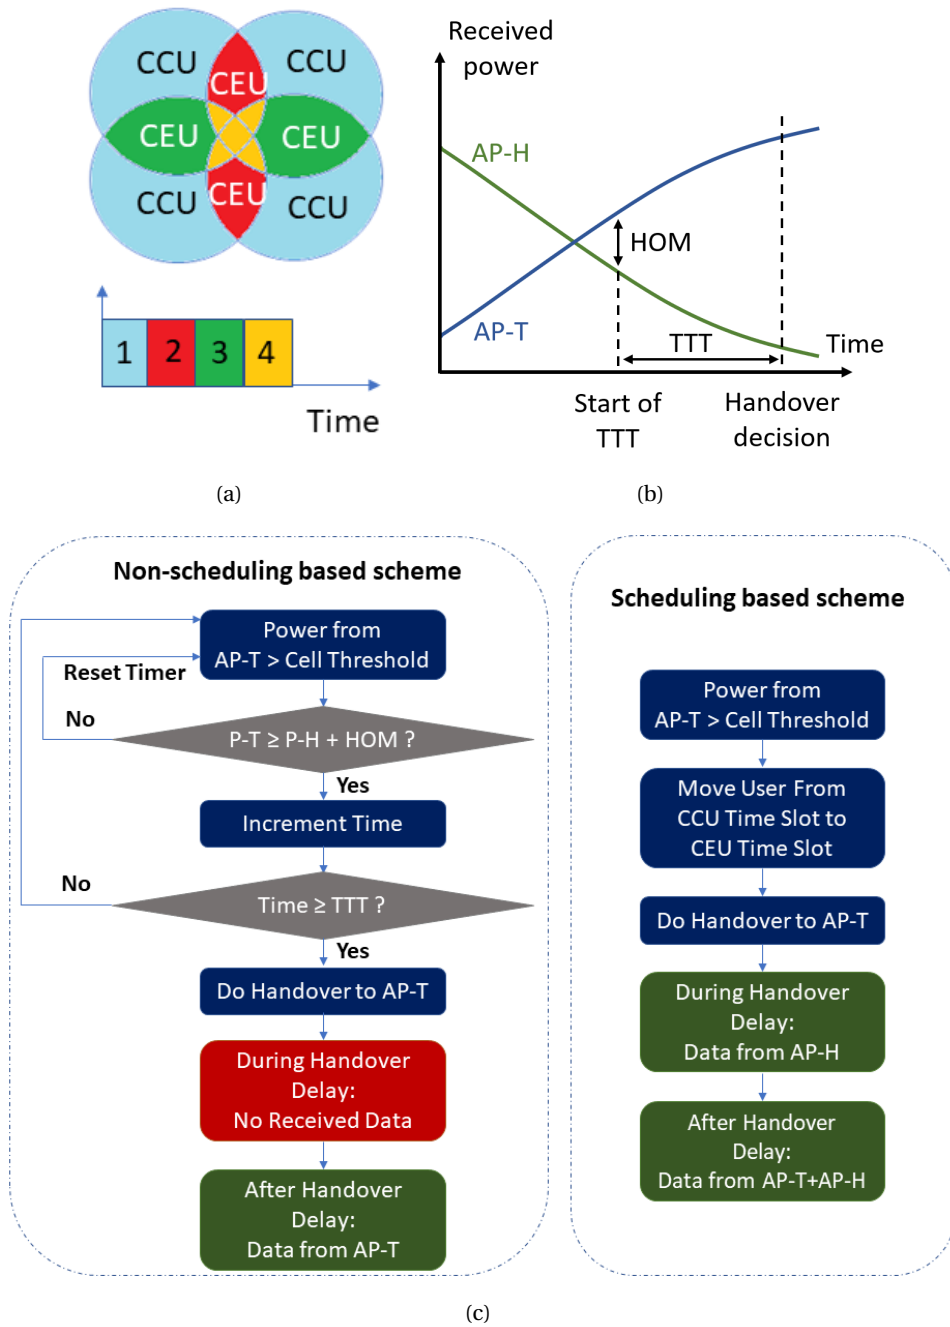 CCU
CCU
CEU
CEU
CEU
CEU
CCU
CCU
1
2
3
4
Time
(a)
Received
power
AP-H
HOM
AP-T
TTT
Time
Start of
TTT
Handover
decision
(b)
Non-scheduling based scheme
Power from
AP-T > Cell Threshold
Reset Timer
No
P-T ≥ P-H + HOM ?
Yes
Increment Time
No
Time ≥ TTT ?
Yes
Do Handover to AP-T
During Handover
Delay:
No Received Data
After Handover
Delay:
Data from AP-T
Scheduling based scheme
Power from
AP-T > Cell Threshold
Move User From
CCU Time Slot to
CEU Time Slot
Do Handover to AP-T
During Handover
Delay:
Data from AP-H
After Handover
Delay:
Data from AP-T+AP-H
(c)